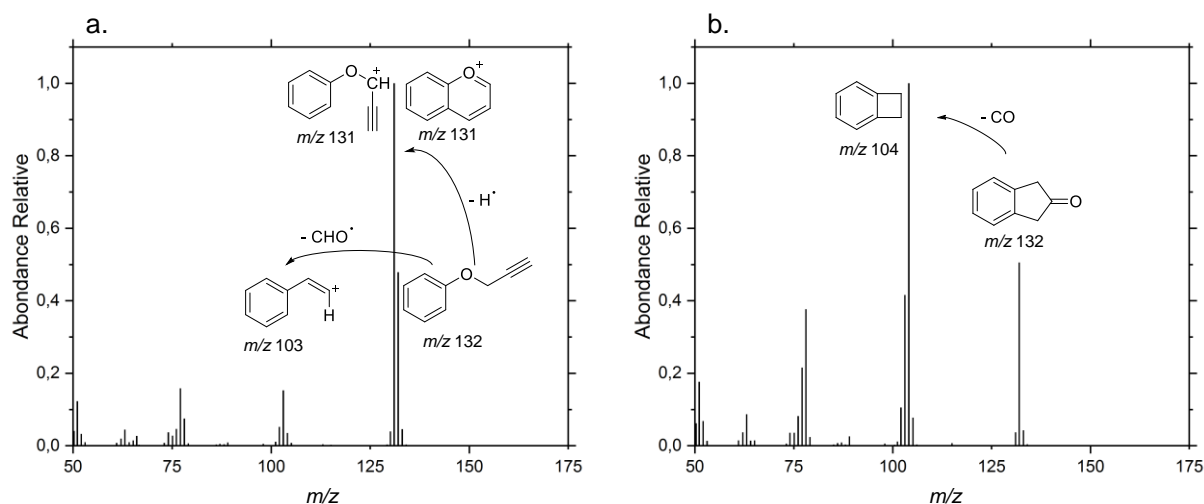 a.
1,0
0,8
0,6
0,4
0,2
0,0
Abondance Relative
50 75 100 125 150 175
m/z
O CH +
m/z 131
O +
m/z 131
- H•
- CHO•
+
H
m/z 103
O
m/z 132
b.
1,0
0,8
0,6
0,4
0,2
0,0
Abondance Relative
50 75 100 125 150 175
m/z
m/z 104
- CO
O
m/z 132